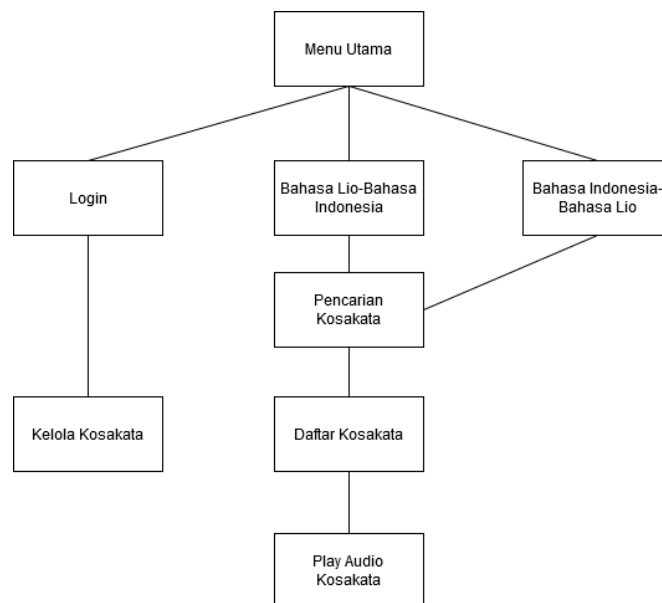 Menu Utama
Login
Bahasa Lio-Bahasa
Indonesia
Bahasa Indonesia-
Bahasa Lio
Pencarian
Kosakata
Kelola Kosakata
Daftar Kosakata
Play Audio
Kosakata